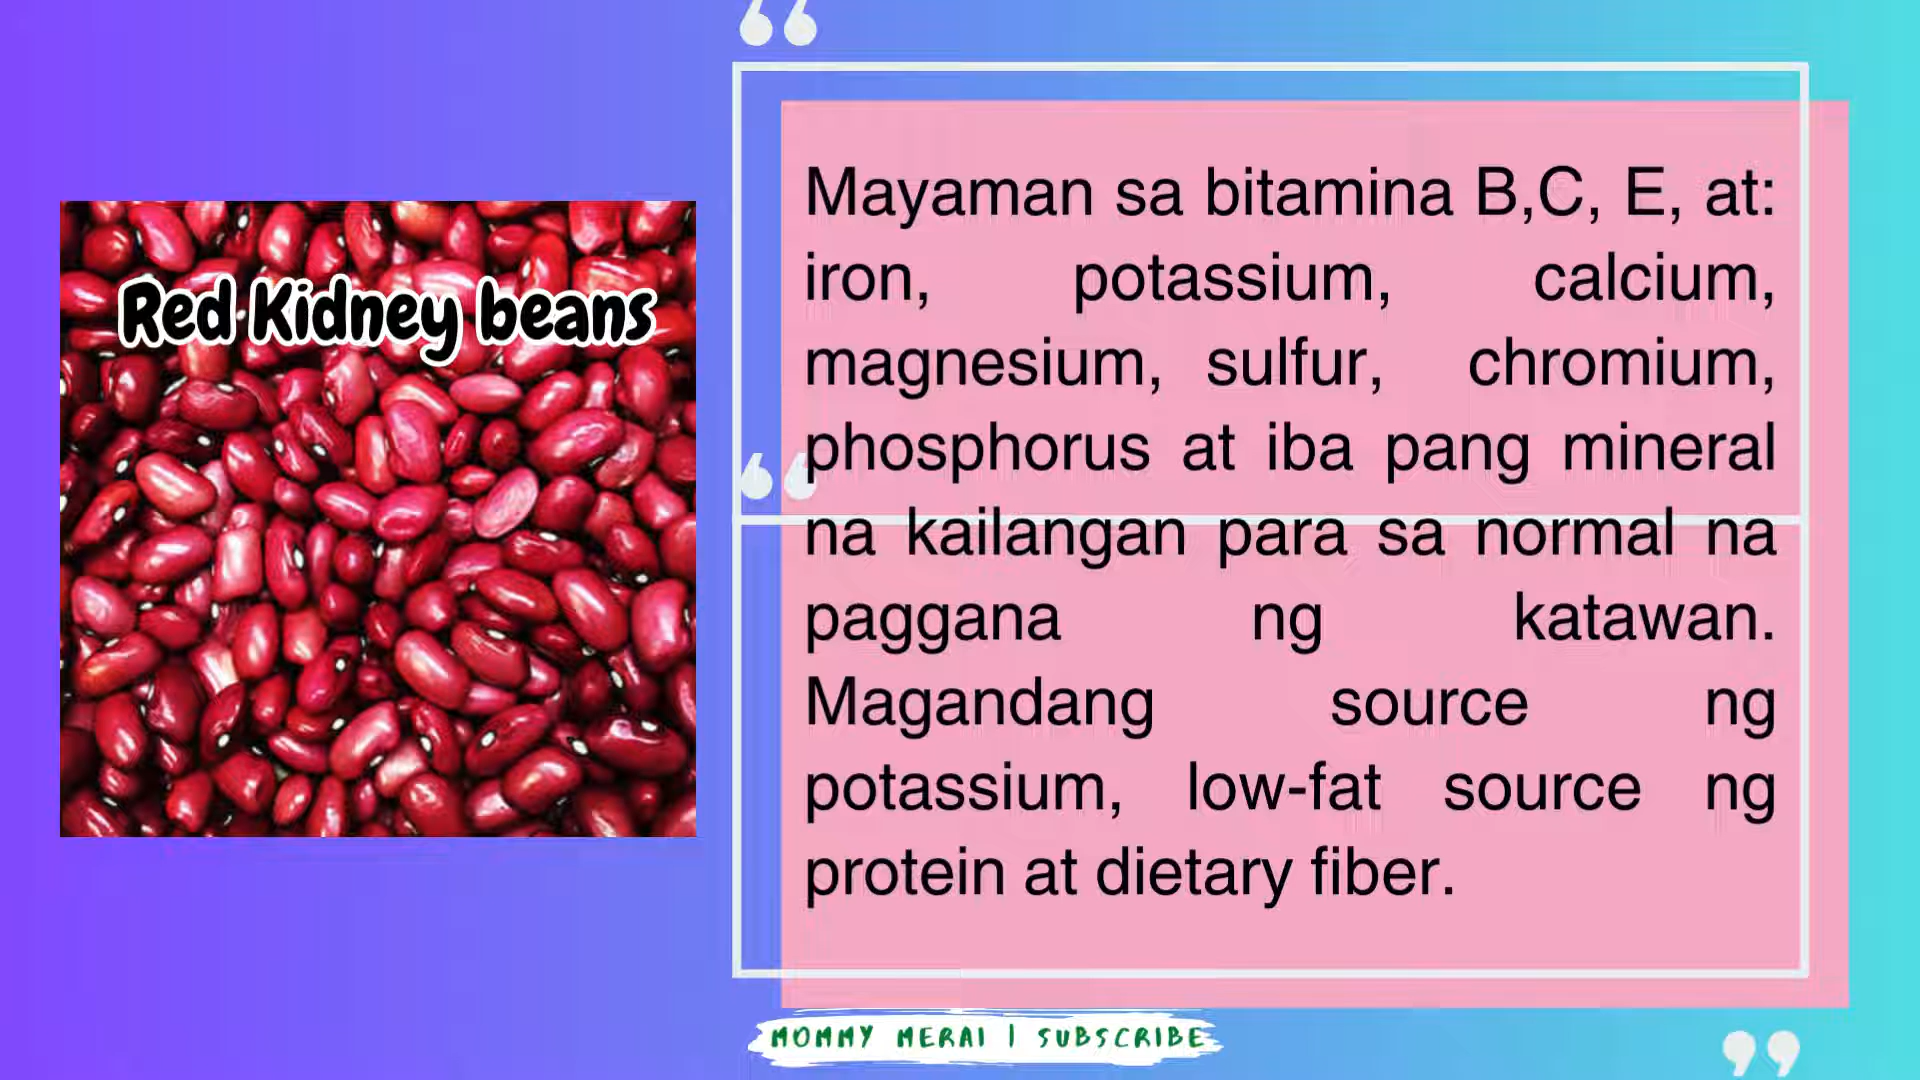 Red Kidney beans
Mayaman sa bitamina B,C, E, at:
iron, potassium, calcium,
magnesium, sulfur, chromium,
phosphorus at iba pang mineral
na kailangan para sa normal na
paggana ng katawan.
Magandang source ng
potassium, low-fat source ng
protein at dietary fiber.
MOMMY MERAI | SUBSCRIBE